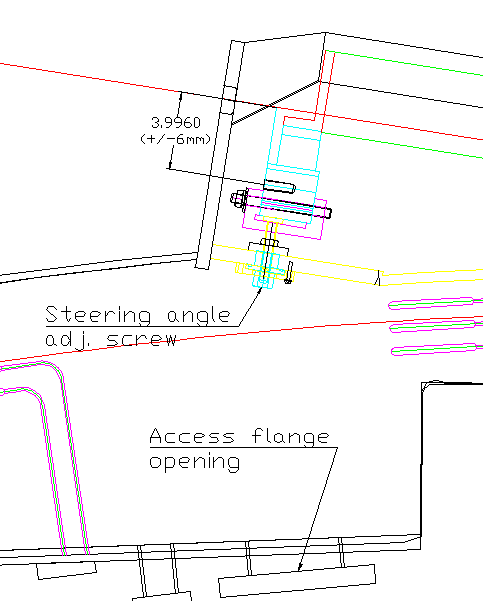 3.9960
(+/-6mm)
Steering angle
adj. screw
Access flange
opening